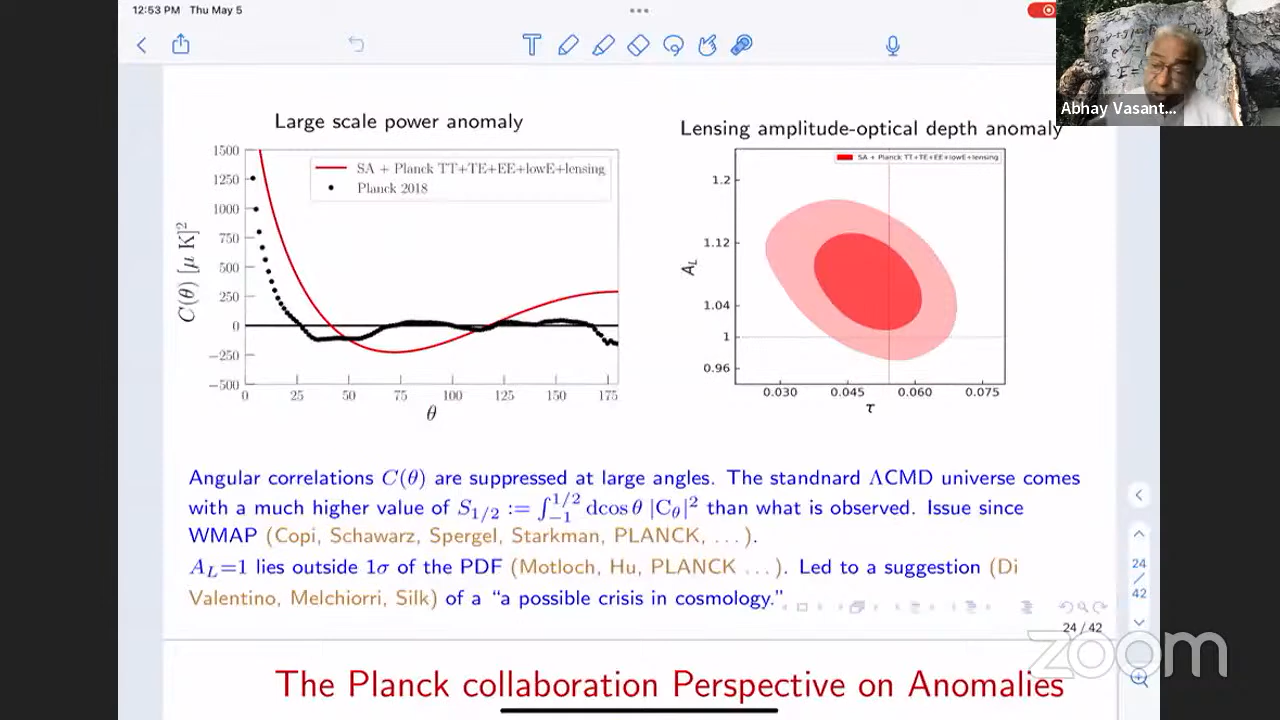 12:53 PM Thu May 5
Abhay Vasant...
Large scale power anomaly
1500
1250
1000
750
500
250
0
−250
−500
C(θ) [μ K]²
SA + Planck TT+TE+EE+lowE+lensing
Planck 2018
0 25 50 75 100 125 150 175
θ
Lensing amplitude-optical depth anomaly
SA + Planck TT+TE+EE+lowE+lensing
1.2
1.12
1.04
1
0.96
A_L
0.030 0.045 0.060 0.075
τ
Angular correlations C(θ) are suppressed at large angles. The standnard ΛCMD universe comes
with a much higher value of S_{1/2} := ∫_{−1}^{1/2} dcos θ |C_θ|² than what is observed. Issue since
WMAP (Copi, Schawarz, Spergel, Starkman, PLANCK, ...).
A_L=1 lies outside 1σ of the PDF (Motloch, Hu, PLANCK ...). Led to a suggestion (Di
Valentino, Melchiorri, Silk) of a “a possible crisis in cosmology.”
24 / 42
24
/
42
zoom
The Planck collaboration Perspective on Anomalies